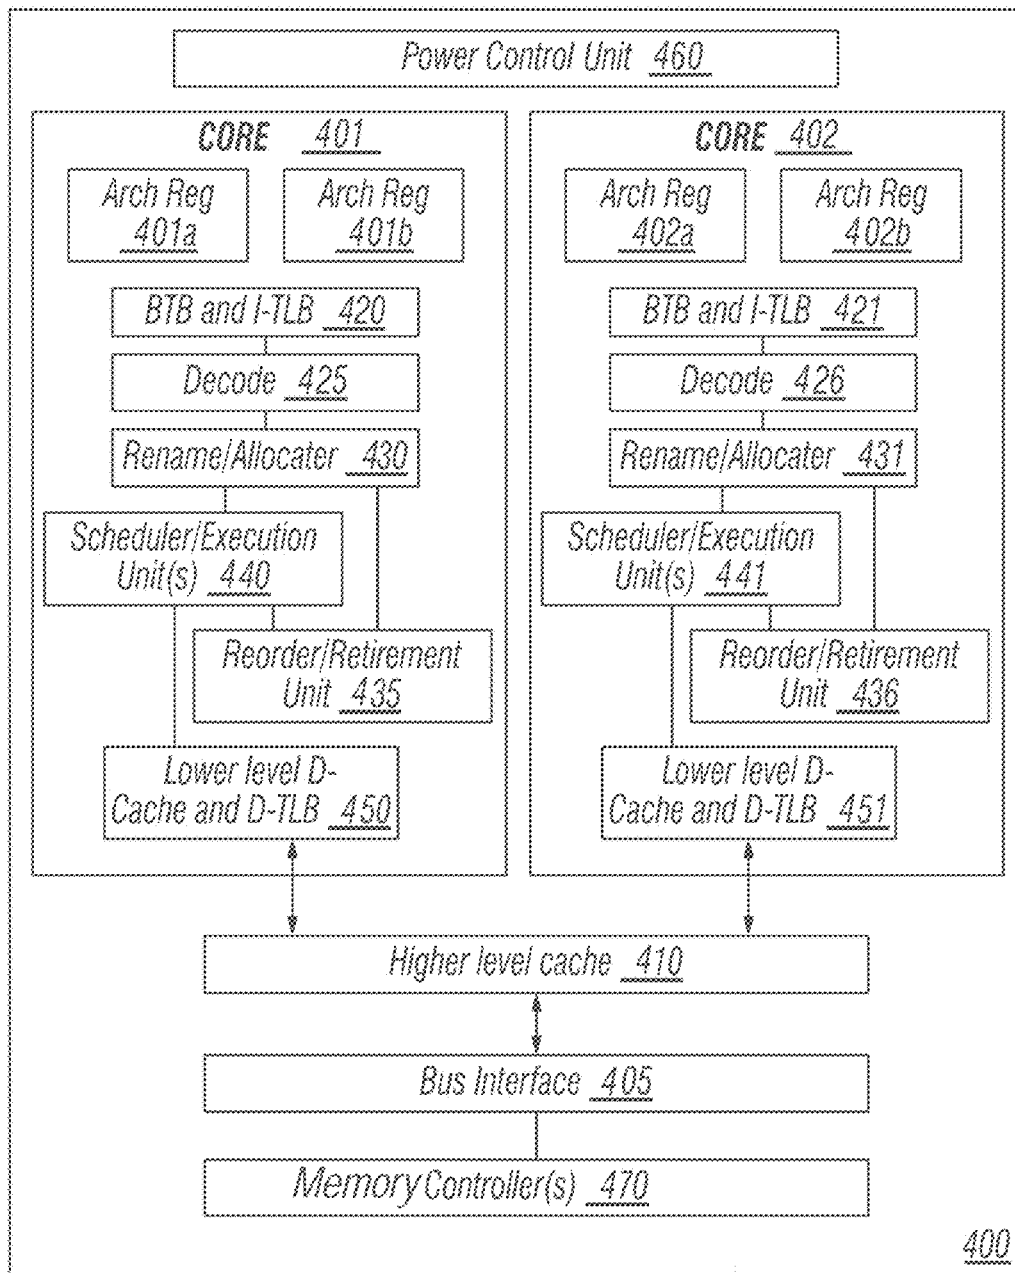 Power Control Unit 460
CORE 401
CORE 402
Arch Reg
401a
Arch Reg
401b
Arch Reg
402a
Arch Reg
402b
BTB and I-TLB 420
BTB and I-TLB 421
Decode 425
Decode 426
Rename/Allocater 430
Rename/Allocater 431
Scheduler/Execution
Unit(s) 440
Scheduler/Execution
Unit(s) 441
Reorder/Retirement
Unit 435
Reorder/Retirement
Unit 436
Lower level D-
Cache and D-TLB 450
Lower level D-
Cache and D-TLB 451
Higher level cache 410
Bus Interface 405
Memory Controller(s) 470
400